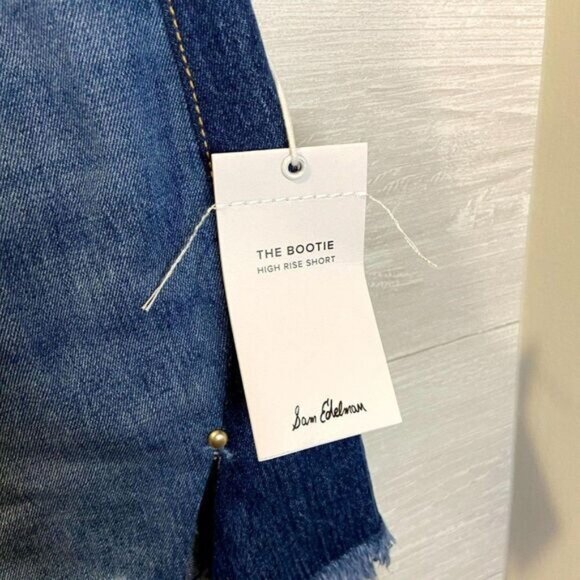 THE BOOTIE
HIGH RISE SHORT
Sam Edelman